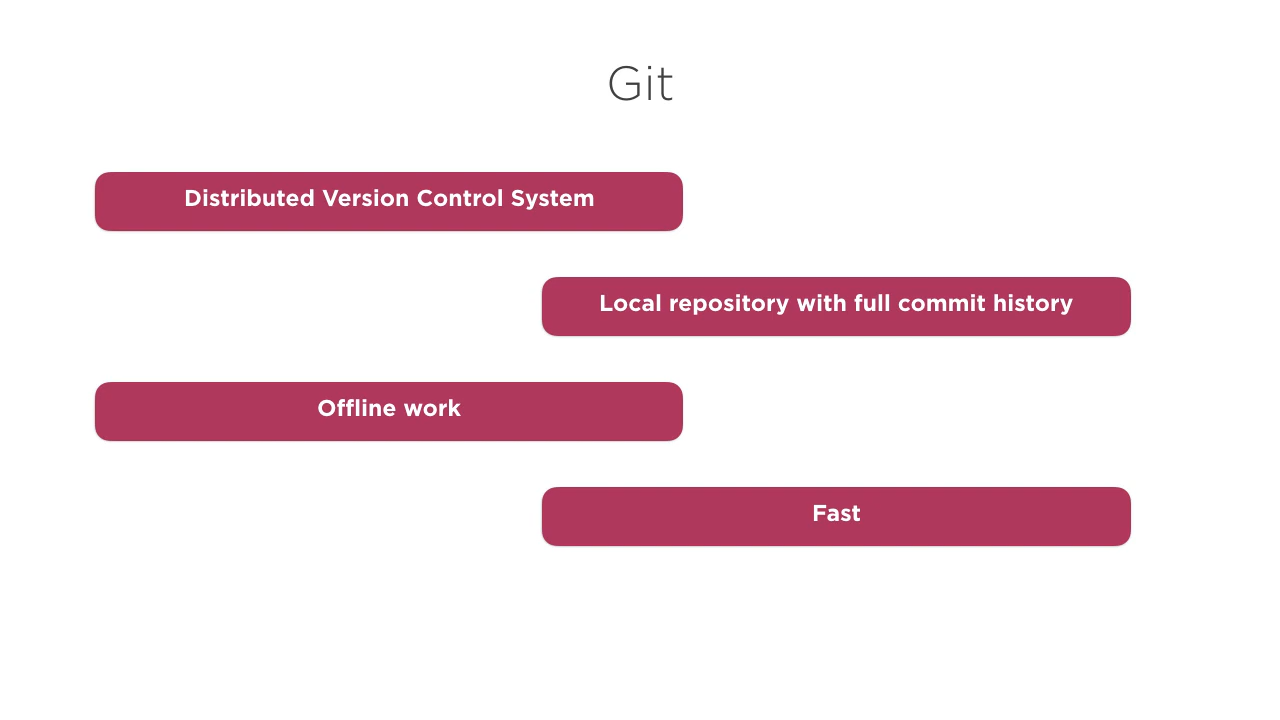 Git
Distributed Version Control System
Local repository with full commit history
Offline work
Fast